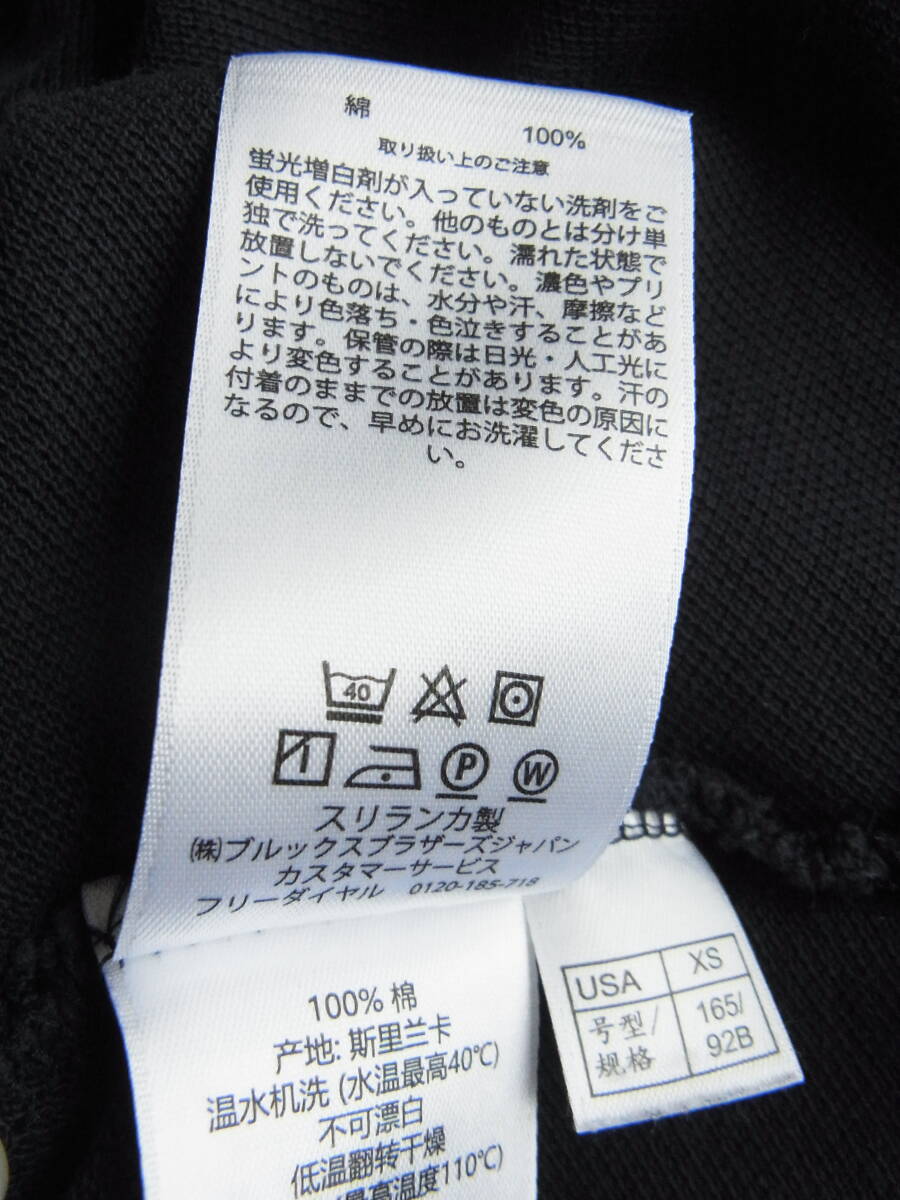 綿 100%
取り扱い上のご注意
蛍光増白剤が入っていない洗剤をご
使用ください。他のものとは分け単
独で洗ってください。濡れた状態で
放置しないでください。濃色やプリ
ントのものは、水分や汗、摩擦など
により色落ち・色泣きすることがあ
ります。保管の際は日光・人工光に
より変色することがあります。汗の
付着のままでの放置は変色の原因に
なるので、早めにお洗濯してくださ
い。
40
P W
スリランカ製
(株)ブルックスブラザーズジャパン
カスタマーサービス
フリーダイヤル 0120-185-718
100% 棉
产地: 斯里兰卡
温水机洗 (水温最高40℃)
不可漂白
低温翻转干燥
最高温度110℃)
USA XS
号型/ 165/
规格 92B